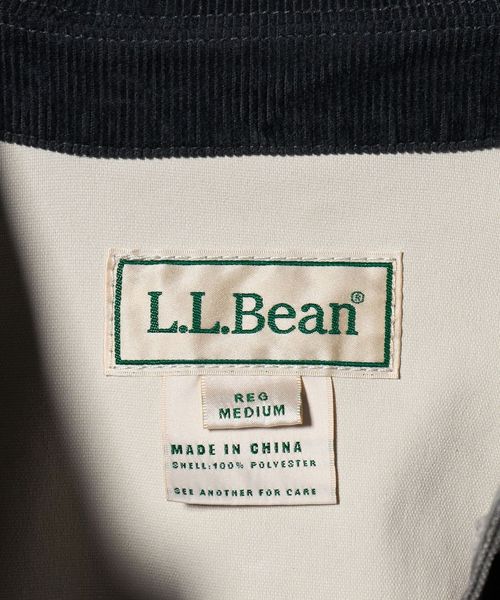 L.L.Bean®
REG
MEDIUM
MADE IN CHINA
SHELL:100% POLYESTER
SEE ANOTHER FOR CARE